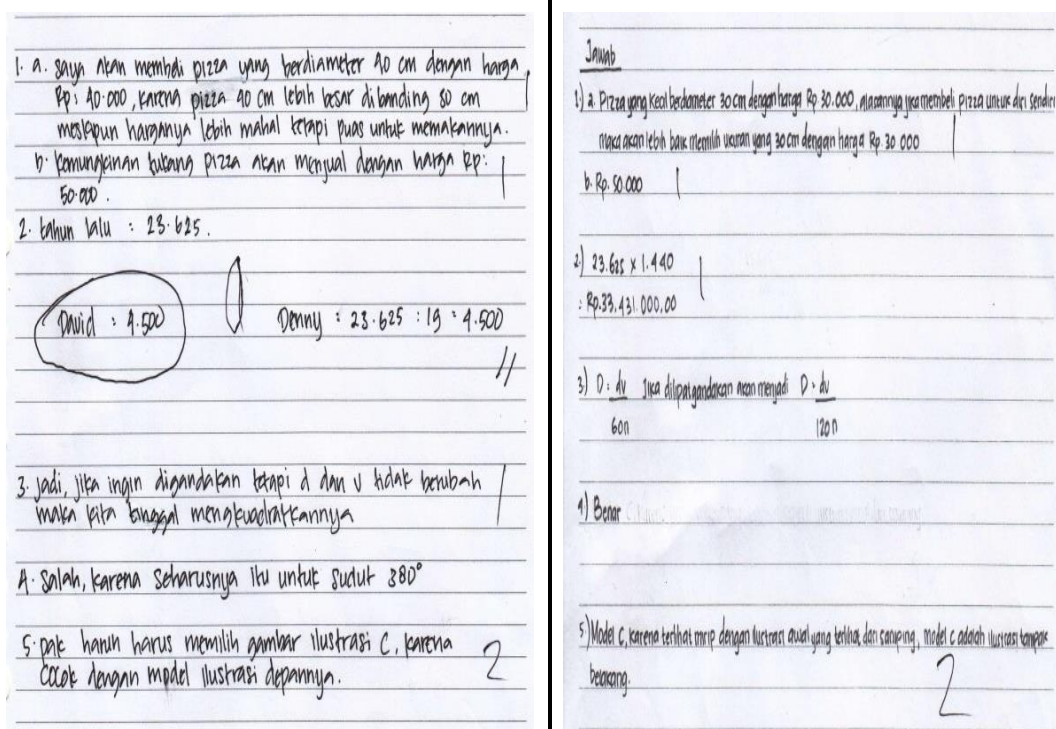 1. a. saya akan membeli pizza yang berdiameter 40 cm dengan harga
Rp: 40.000, karena pizza 40 cm lebih besar dibanding 30 cm
meskipun harganya lebih mahal tetapi puas untuk memakannya.
1
b. kemungkinan tukang pizza akan menjual dengan harga Rp:
50.000.
1
2. tahun lalu : 23.625.
David : 4.500
Denny : 23.625 : 19 : 4.500
3. jadi, jika ingin digandakan tetapi d dan v tidak berubah
maka kita tinggal mengkuadratkannya
1
4. Salah, karena seharusnya itu untuk sudut 380°
5. pak harun harus memilih gambar ilustrasi C, karena
cocok dengan model ilustrasi depannya.
2
Jawab
1.) a. Pizza yang kecil berdiameter 30 cm dengan harga Rp 30.000, alasannya jika membeli pizza untuk diri sendiri
maka akan lebih baik memilih ukuran yang 30 cm dengan harga Rp. 30 000
1
b. Rp. 50.000
1
2.) 23.625 x 1.440
1
: Rp.33.431.000,00
3.) D : dv Jika dilipatgandakan akan menjadi D : dv
60n 120n
4.) Benar
5.) Model C, karena terlihat mirip dengan ilustrasi awal yang terlihat dari samping, model c adalah ilustrasi tampak
belakang.
2